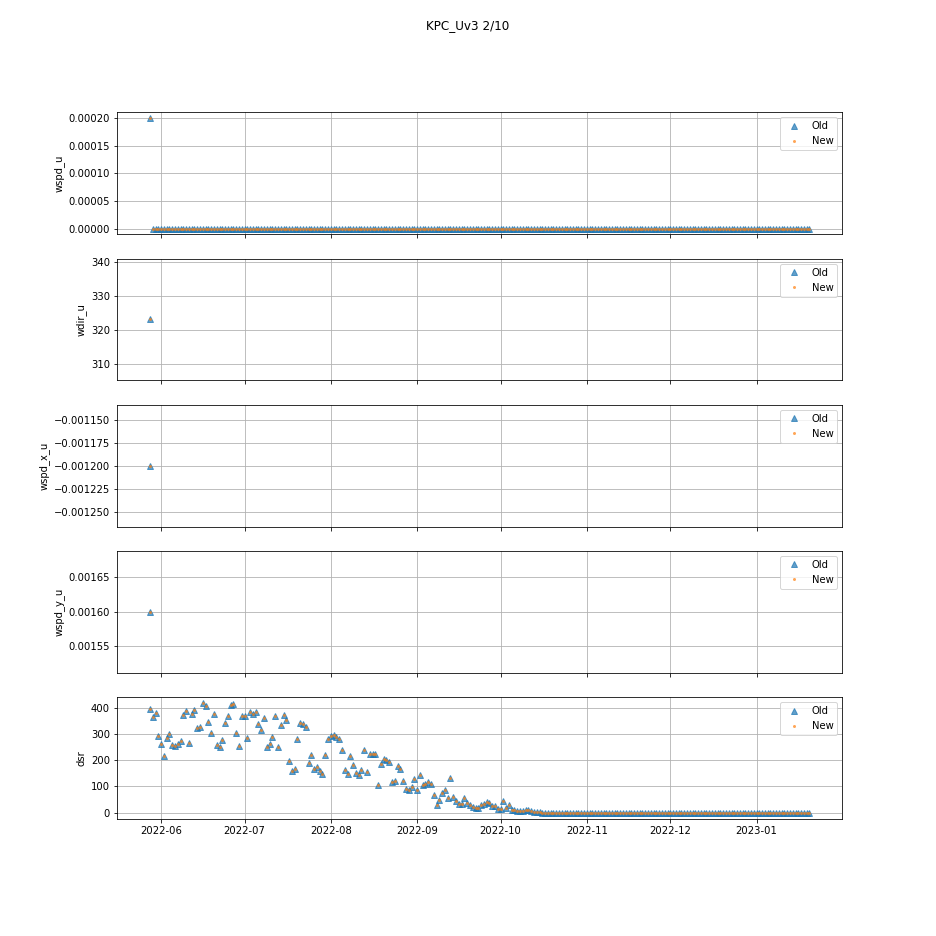 KPC_Uv3 2/10
wspd_u
0.00020
0.00015
0.00010
0.00005
0.00000
Old
New
wdir_u
340
330
320
310
Old
New
wspd_x_u
−0.001150
−0.001175
−0.001200
−0.001225
−0.001250
Old
New
wspd_y_u
0.00165
0.00160
0.00155
Old
New
dsr
400
300
200
100
0
Old
New
2022-06 2022-07 2022-08 2022-09 2022-10 2022-11 2022-12 2023-01